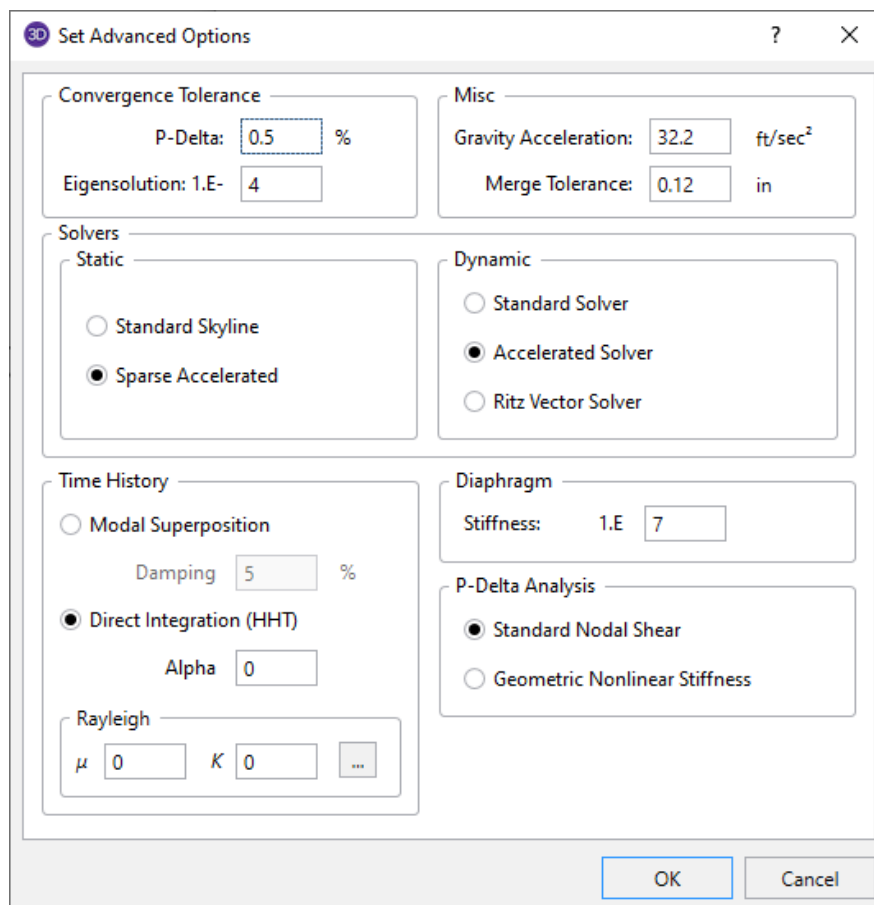 3D Set Advanced Options ?
Convergence Tolerance
P-Delta: 0.5 %
Eigensolution: 1.E- 4
Misc
Gravity Acceleration: 32.2 ft/sec²
Merge Tolerance: 0.12 in
Solvers
Static
Standard Skyline
Sparse Accelerated
Dynamic
Standard Solver
Accelerated Solver
Ritz Vector Solver
Time History
Modal Superposition
Damping 5 %
Direct Integration (HHT)
Alpha 0
Rayleigh
μ 0 K 0 ...
Diaphragm
Stiffness: 1.E 7
P-Delta Analysis
Standard Nodal Shear
Geometric Nonlinear Stiffness
OK Cancel